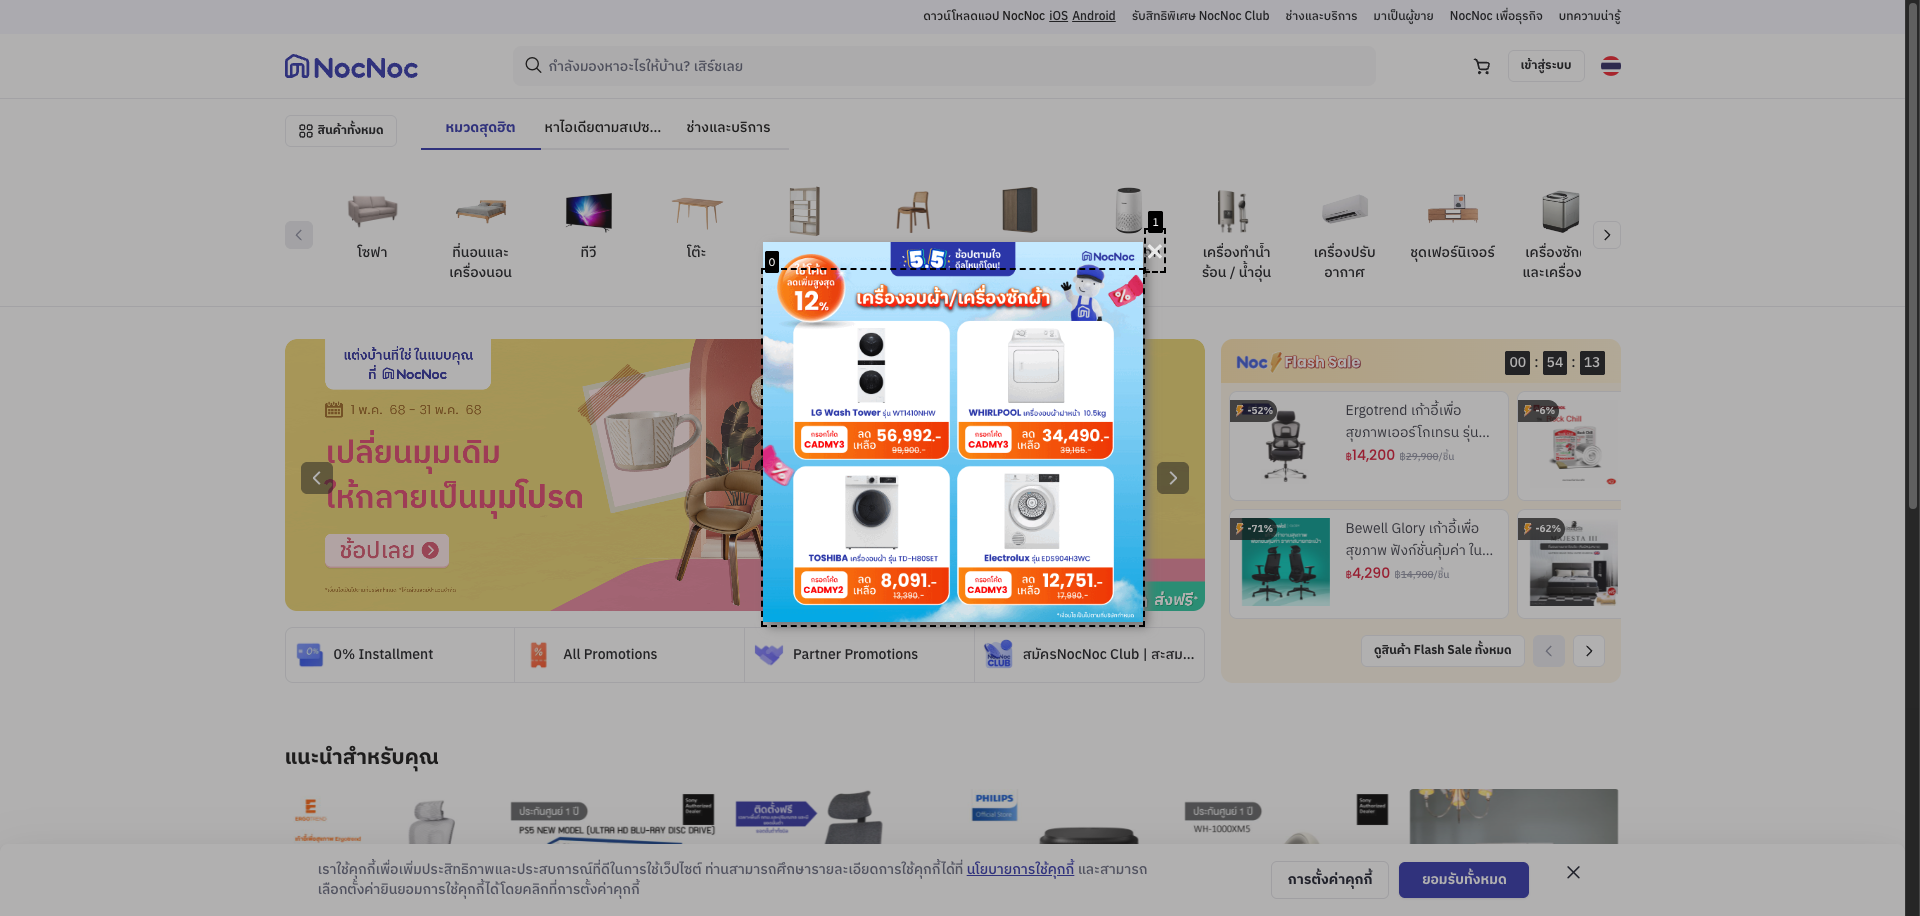 ดาวน์โหลดแอป NocNoc iOS Android
รับสิทธิพิเศษ NocNoc Club
ช่างและบริการ
มาเป็นผู้ขาย
NocNoc เพื่อธุรกิจ
บทความน่ารู้
NocNoc
กำลังมองหาอะไรให้บ้าน? เสิร์ชเลย
เข้าสู่ระบบ
สินค้าทั้งหมด
หมวดสุดฮิต
หาไอเดียตามสเปซ...
ช่างและบริการ
โซฟา
ที่นอนและ
เครื่องนอน
ทีวี
โต๊ะ
เครื่องทำน้ำ
ร้อน / น้ำอุ่น
เครื่องปรับ
อากาศ
ชุดเฟอร์นิเจอร์
เครื่องซัก
และเครื่อง
0
1
5.5 ช้อปตามใจ
ดีลไหนก็โดน!
NocNoc
ใช้โค้ด
ลดเพิ่มสูงสุด
12%
เครื่องอบผ้า/เครื่องซักผ้า
LG Wash Tower รุ่น WT1410NHW
กรอกโค้ด
CADMY3
ลด
เหลือ
56,992.-
99,900.-
WHIRLPOOL เครื่องอบผ้าฝาหน้า 10.5kg
กรอกโค้ด
CADMY3
ลด
เหลือ
34,490.-
39,165.-
TOSHIBA เครื่องอบผ้า รุ่น TD-H80SET
กรอกโค้ด
CADMY2
ลด
เหลือ
8,091.-
13,390.-
Electrolux รุ่น EDS904H3WC
กรอกโค้ด
CADMY3
ลด
เหลือ
12,751.-
17,990.-
*เงื่อนไขเป็นไปตามที่บริษัทกำหนด
แต่งบ้านที่ใช่ ในแบบคุณ
ที่ NocNoc
1 พ.ค. 68 - 31 พ.ค. 68
เปลี่ยนมุมเดิม
ให้กลายเป็นมุมโปรด
ช้อปเลย
ส่งฟรี*
Noc Flash Sale
00 : 54 : 13
-52%
Ergotrend เก้าอี้เพื่อ
สุขภาพเออร์โกเทรน รุ่น...
฿14,200 ฿29,900/ชิ้น
-6%
-71%
Bewell Glory เก้าอี้เพื่อ
สุขภาพ ฟังก์ชั่นคุ้มค่า ใน...
฿4,290 ฿14,900/ชิ้น
-62%
ดูสินค้า Flash Sale ทั้งหมด
0% Installment
All Promotions
Partner Promotions
สมัครNocNoc Club | สะสม...
แนะนำสำหรับคุณ
ERGOTREND
ประกันศูนย์ 1 ปี
Sony
Authorized
Dealer
PS5 NEW MODEL (ULTRA HD BLU-RAY DISC DRIVE)
ติดตั้งฟรี
PHILIPS
Official Store
ประกันศูนย์ 1 ปี
WH-1000XM5
Sony
Authorized
Dealer
เราใช้คุกกี้เพื่อเพิ่มประสิทธิภาพและประสบการณ์ที่ดีในการใช้เว็ปไซต์ ท่านสามารถศึกษารายละเอียดการใช้คุกกี้ได้ที่ นโยบายการใช้คุกกี้ และสามารถ
เลือกตั้งค่ายินยอมการใช้คุกกี้ได้โดยคลิกที่การตั้งค่าคุกกี้
การตั้งค่าคุกกี้
ยอมรับทั้งหมด